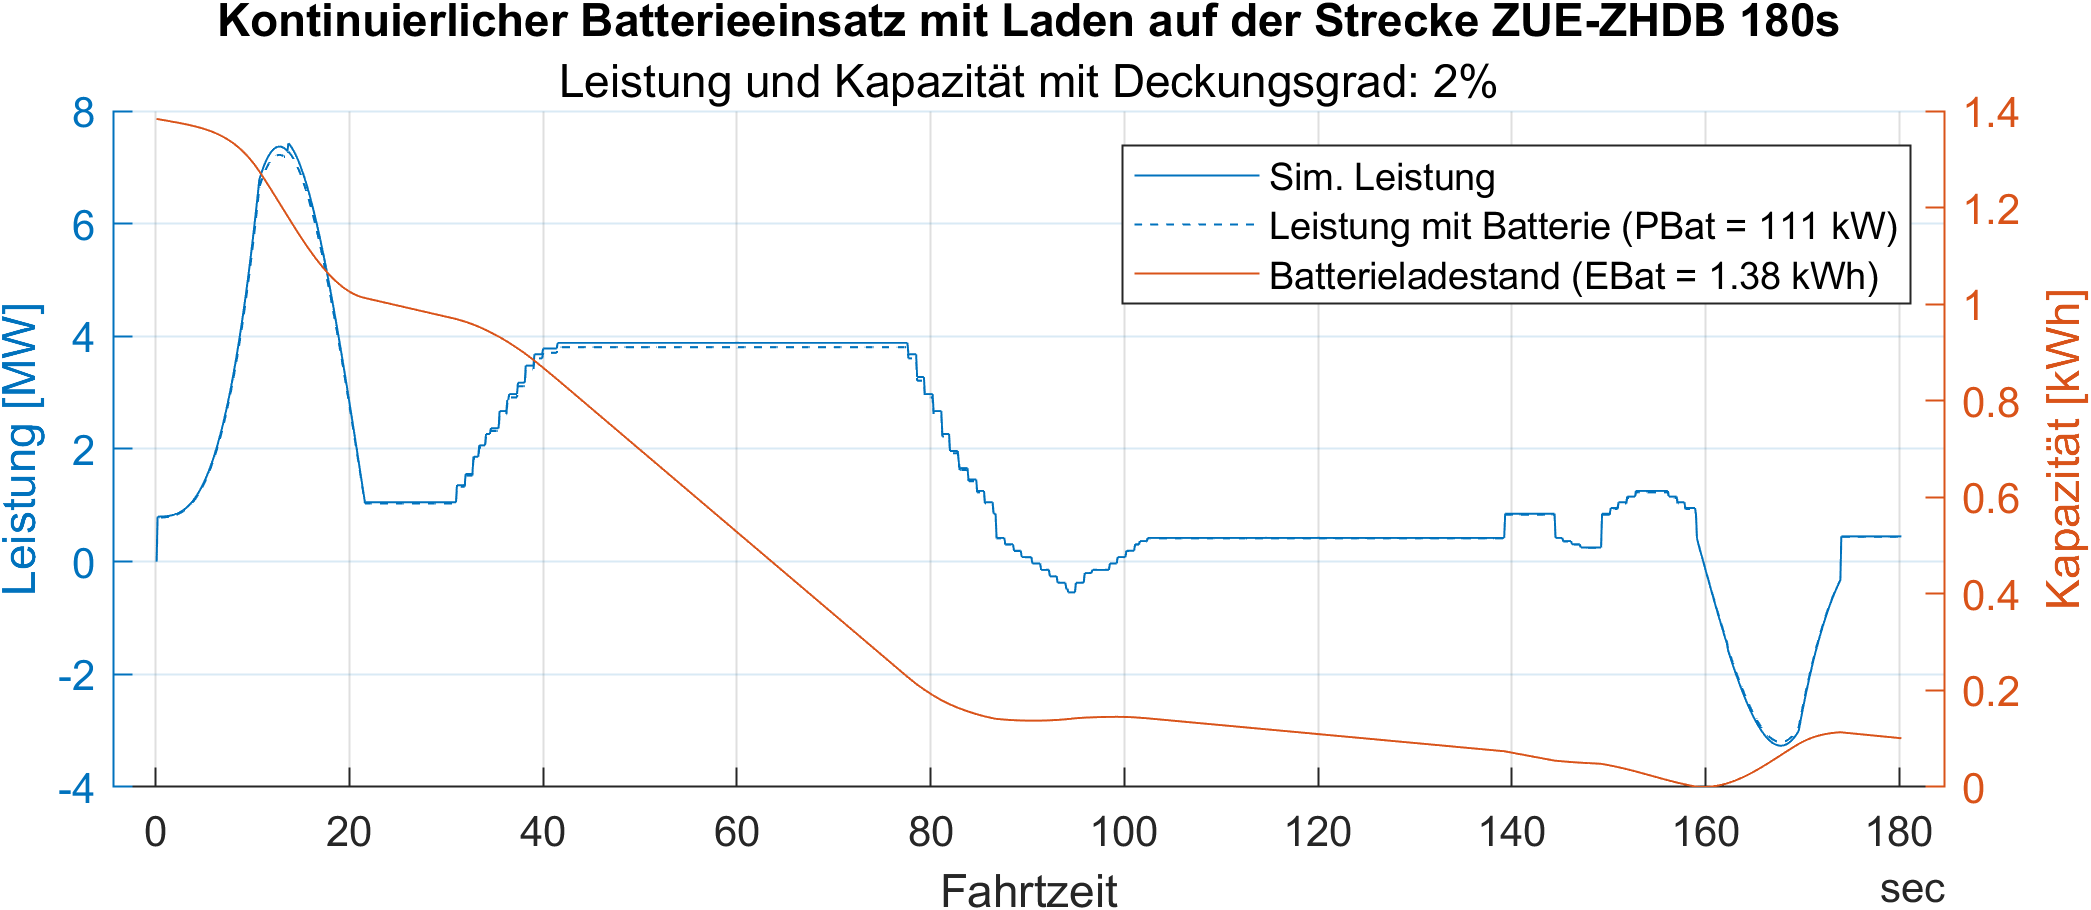 Kontinuierlicher Batterieeinsatz mit Laden auf der Strecke ZUE-ZHDB 180s
Leistung und Kapazität mit Deckungsgrad: 2%
Leistung [MW]
8
6
4
2
0
-2
-4
Sim. Leistung
Leistung mit Batterie (PBat = 111 kW)
Batterieladestand (EBat = 1.38 kWh)
1.4
1.2
1
0.8
0.6
0.4
0.2
0
Kapazität [kWh]
0 20 40 60 80 100 120 140 160 180
Fahrtzeit
sec